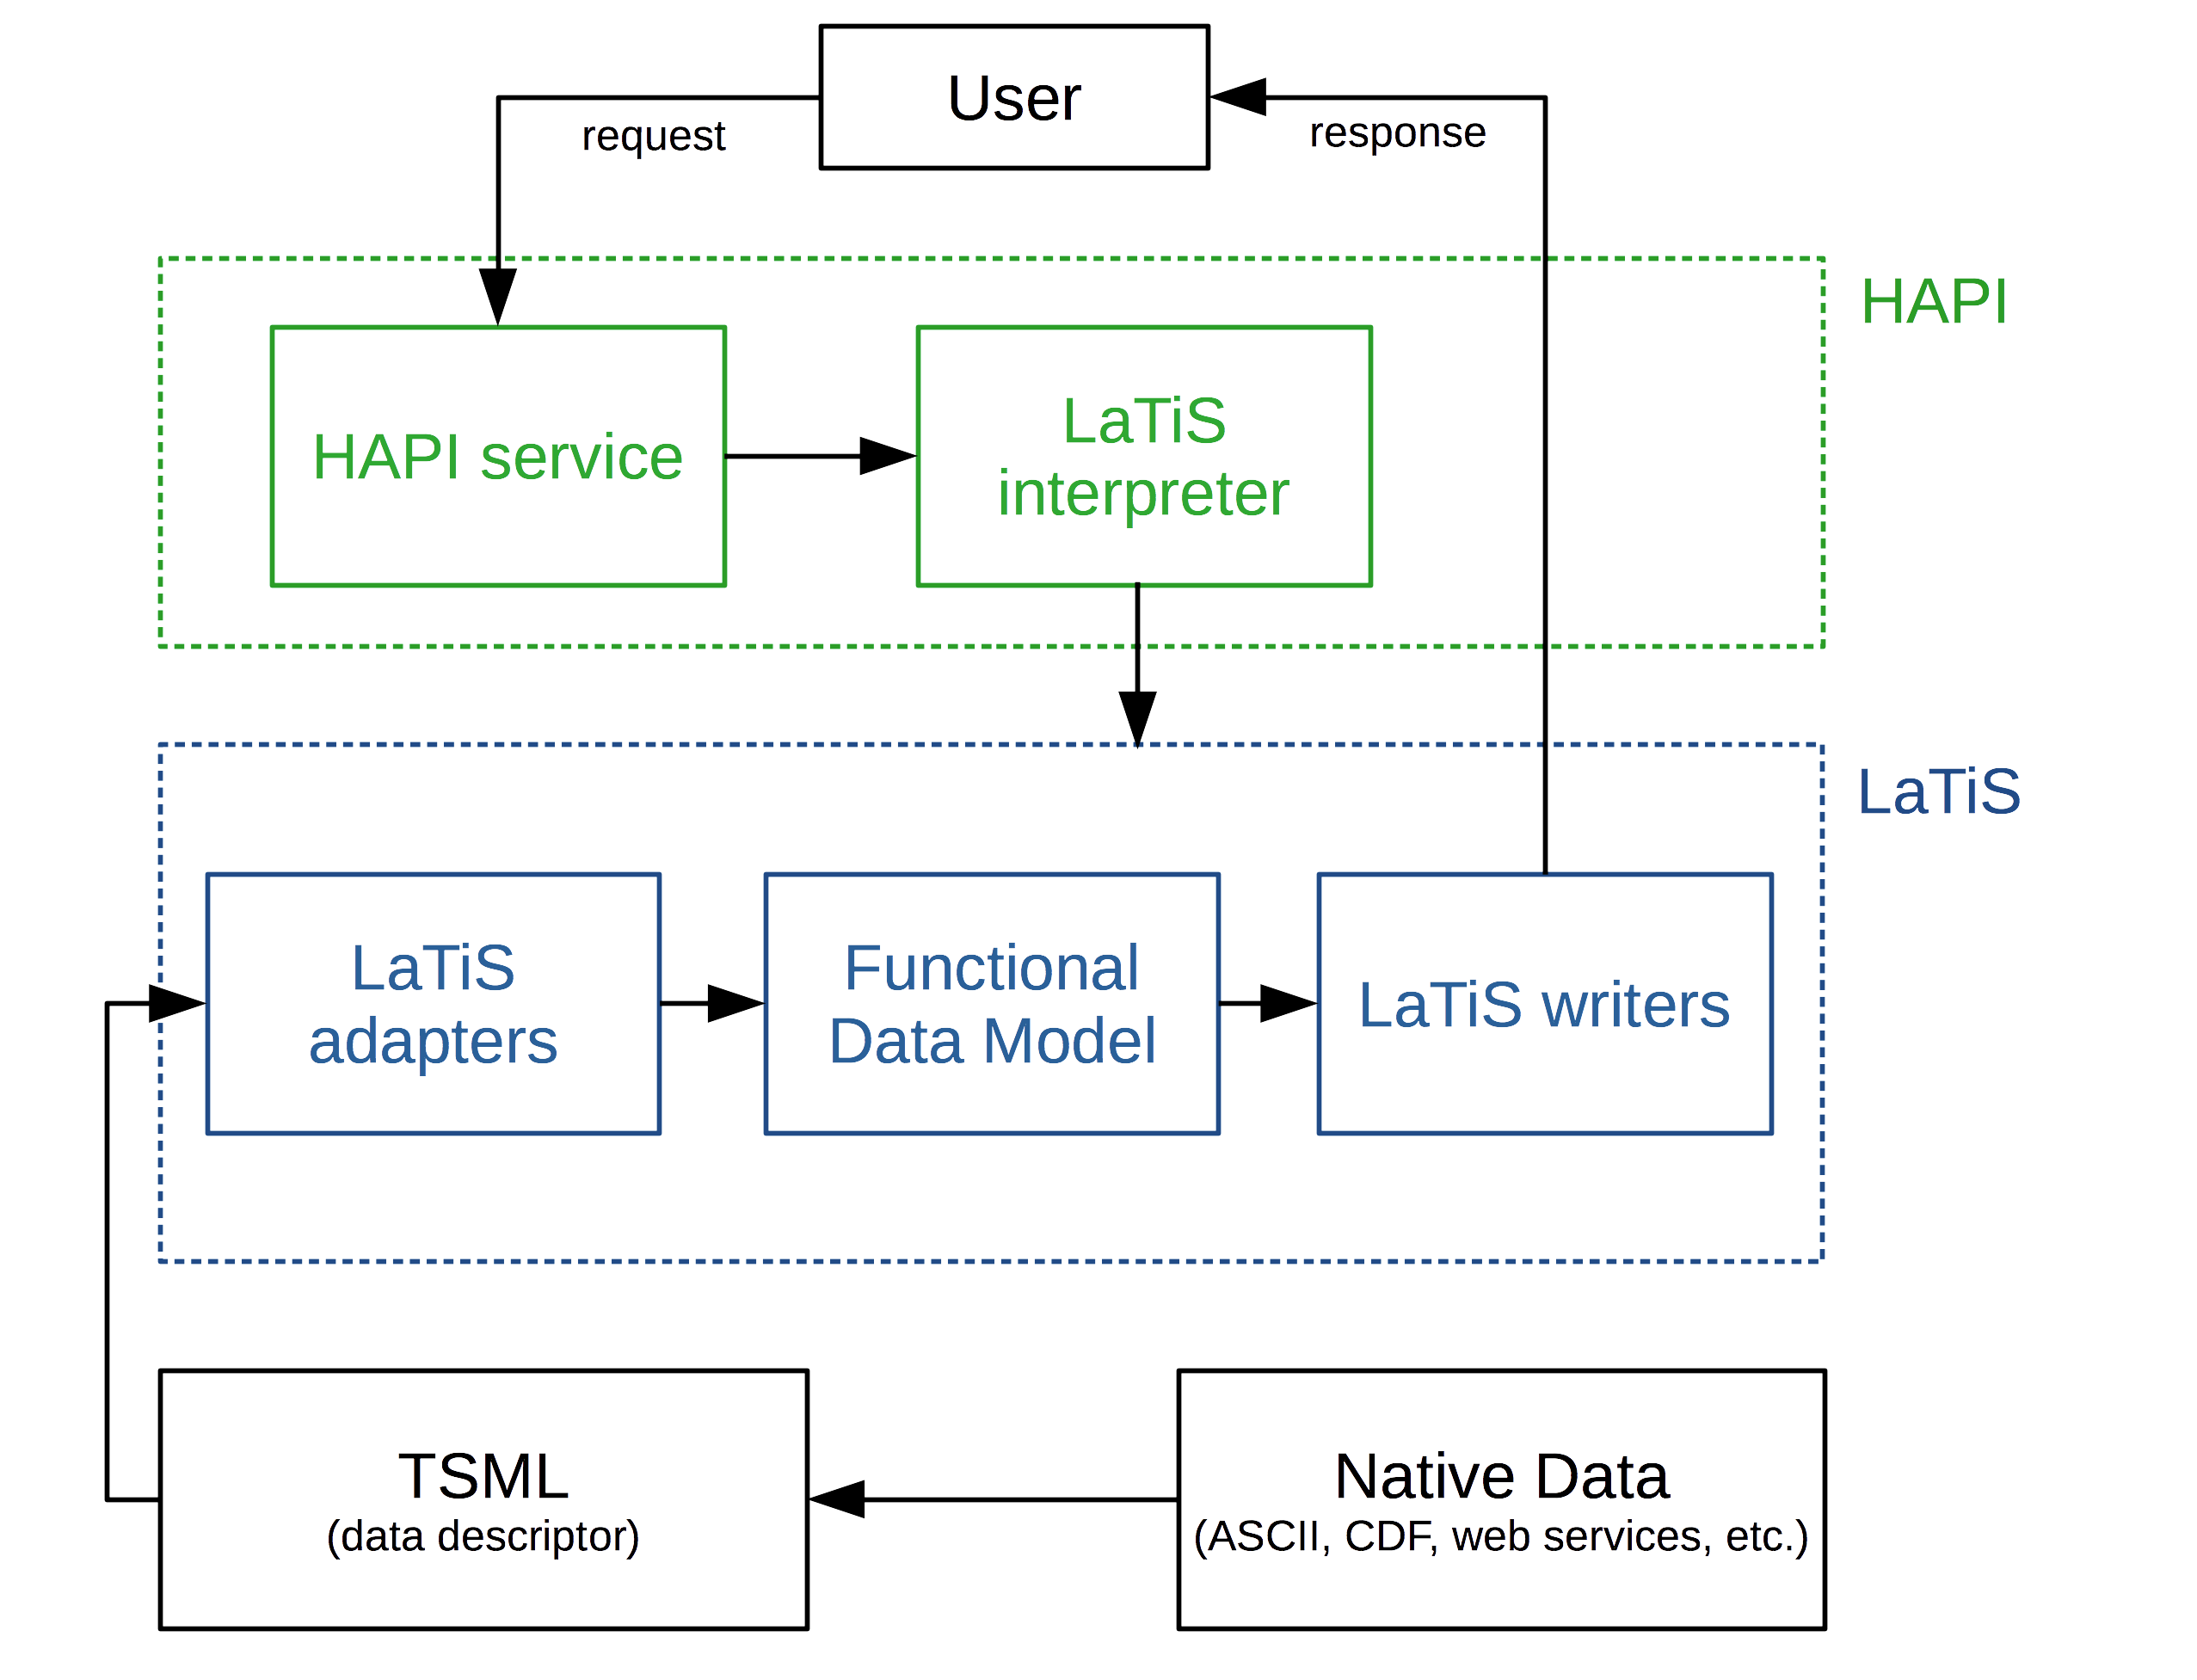 User
request
response
HAPI
HAPI service
LaTiS
interpreter
LaTiS
LaTiS
adapters
Functional
Data Model
LaTiS writers
TSML
(data descriptor)
Native Data
(ASCII, CDF, web services, etc.)